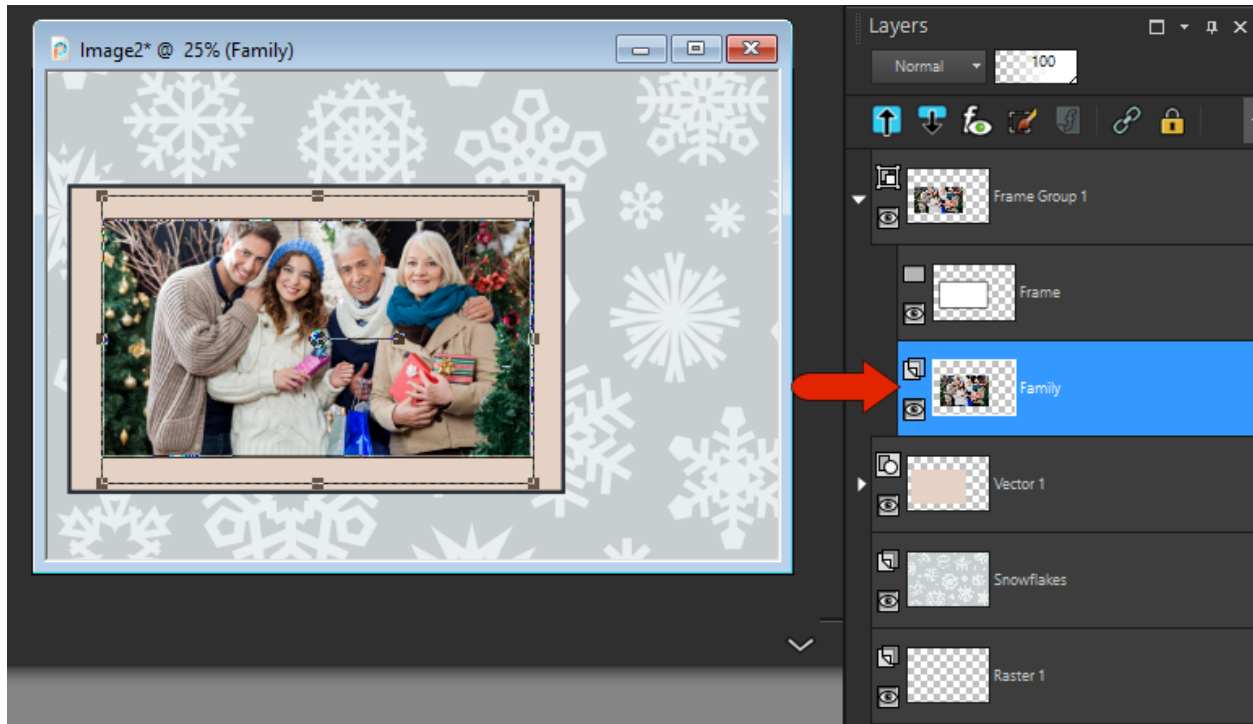 Image2* @ 25% (Family)
Layers
Normal
100
Frame Group 1
Frame
Family
Vector 1
Snowflakes
Raster 1